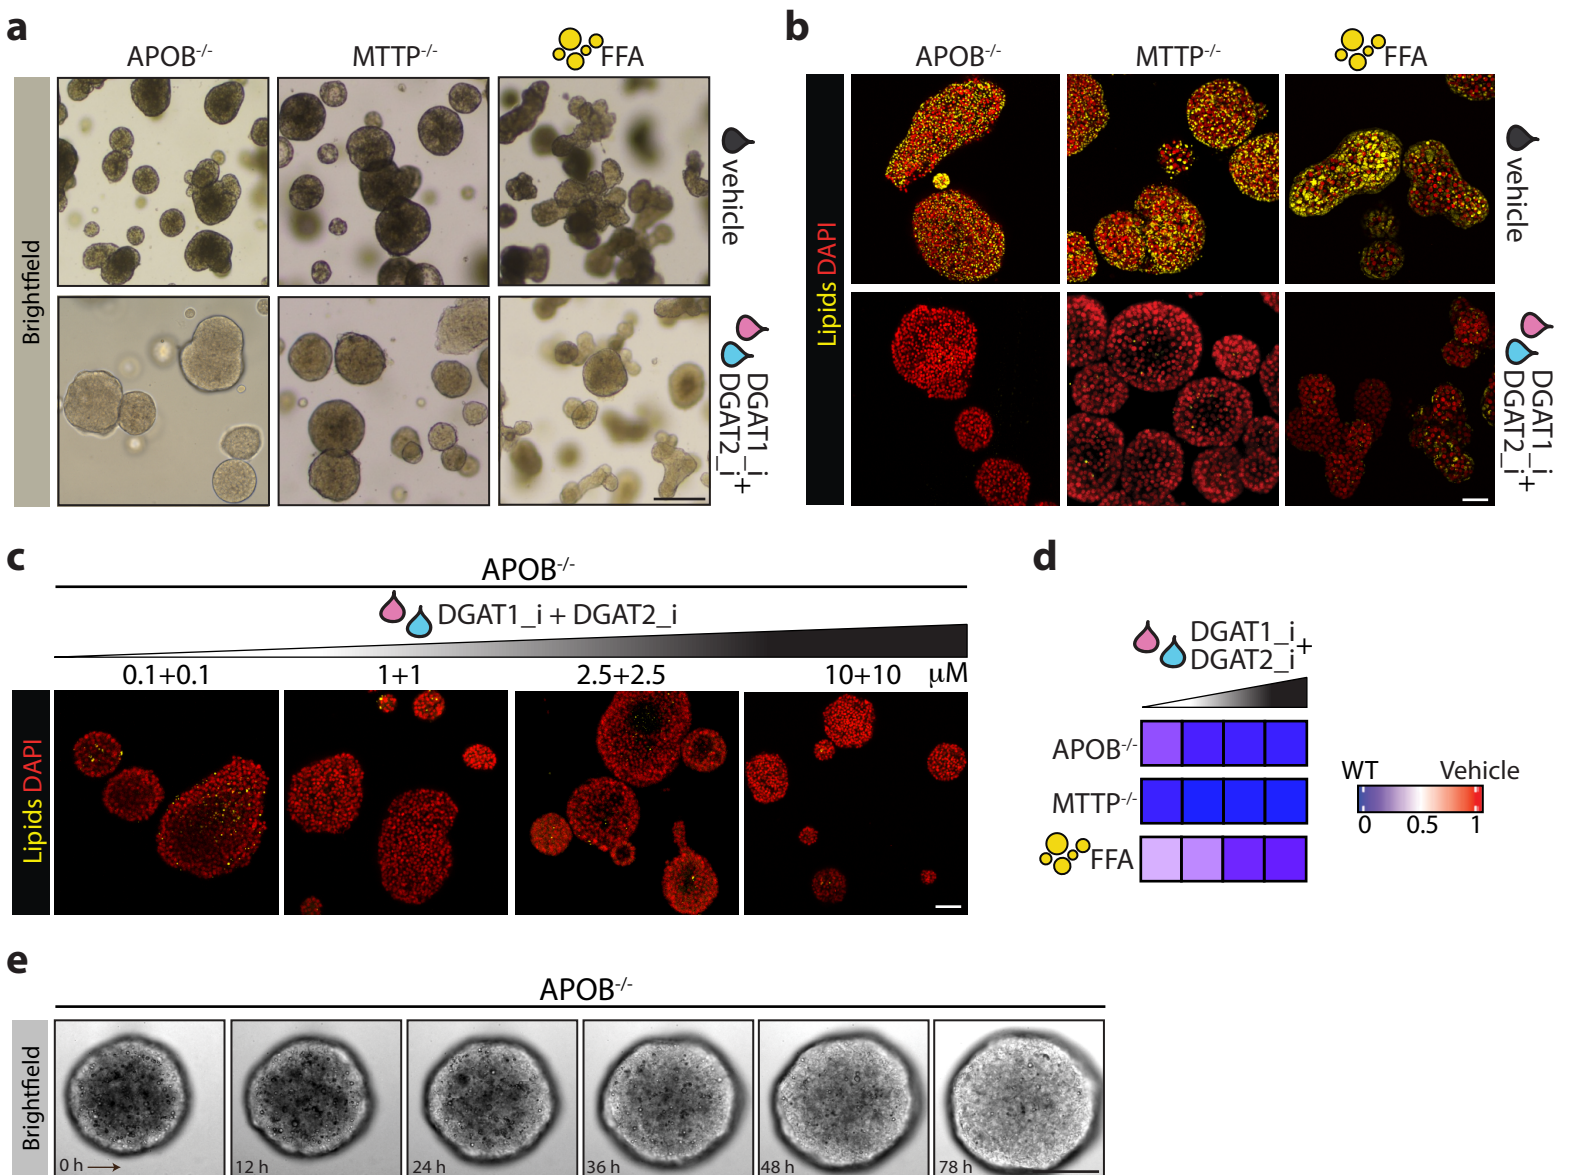 a
APOB-/-
MTTP-/-
FFA
Brightfield
vehicle
DGAT1_i+
DGAT2_i
b
APOB-/-
MTTP-/-
FFA
Lipids DAPI
vehicle
DGAT1_i+
DGAT2_i
c
APOB-/-
DGAT1_i + DGAT2_i
0.1+0.1
1+1
2.5+2.5
10+10
μM
Lipids DAPI
d
DGAT1_i+
DGAT2_i
APOB-/-
MTTP-/-
FFA
WT
Vehicle
0
0.5
1
e
APOB-/-
Brightfield
0 h
12 h
24 h
36 h
48 h
78 h